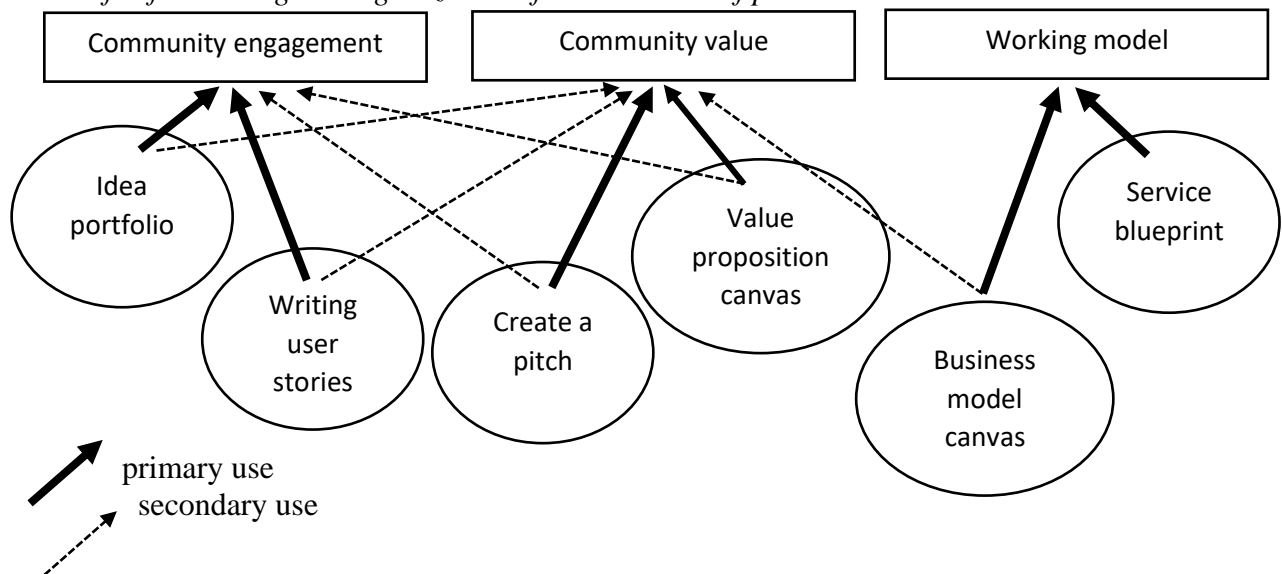 Community engagement
Community value
Working model
Idea
portfolio
Writing
user
stories
Create a
pitch
Value
proposition
canvas
Business
model
canvas
Service
blueprint
primary use
secondary use